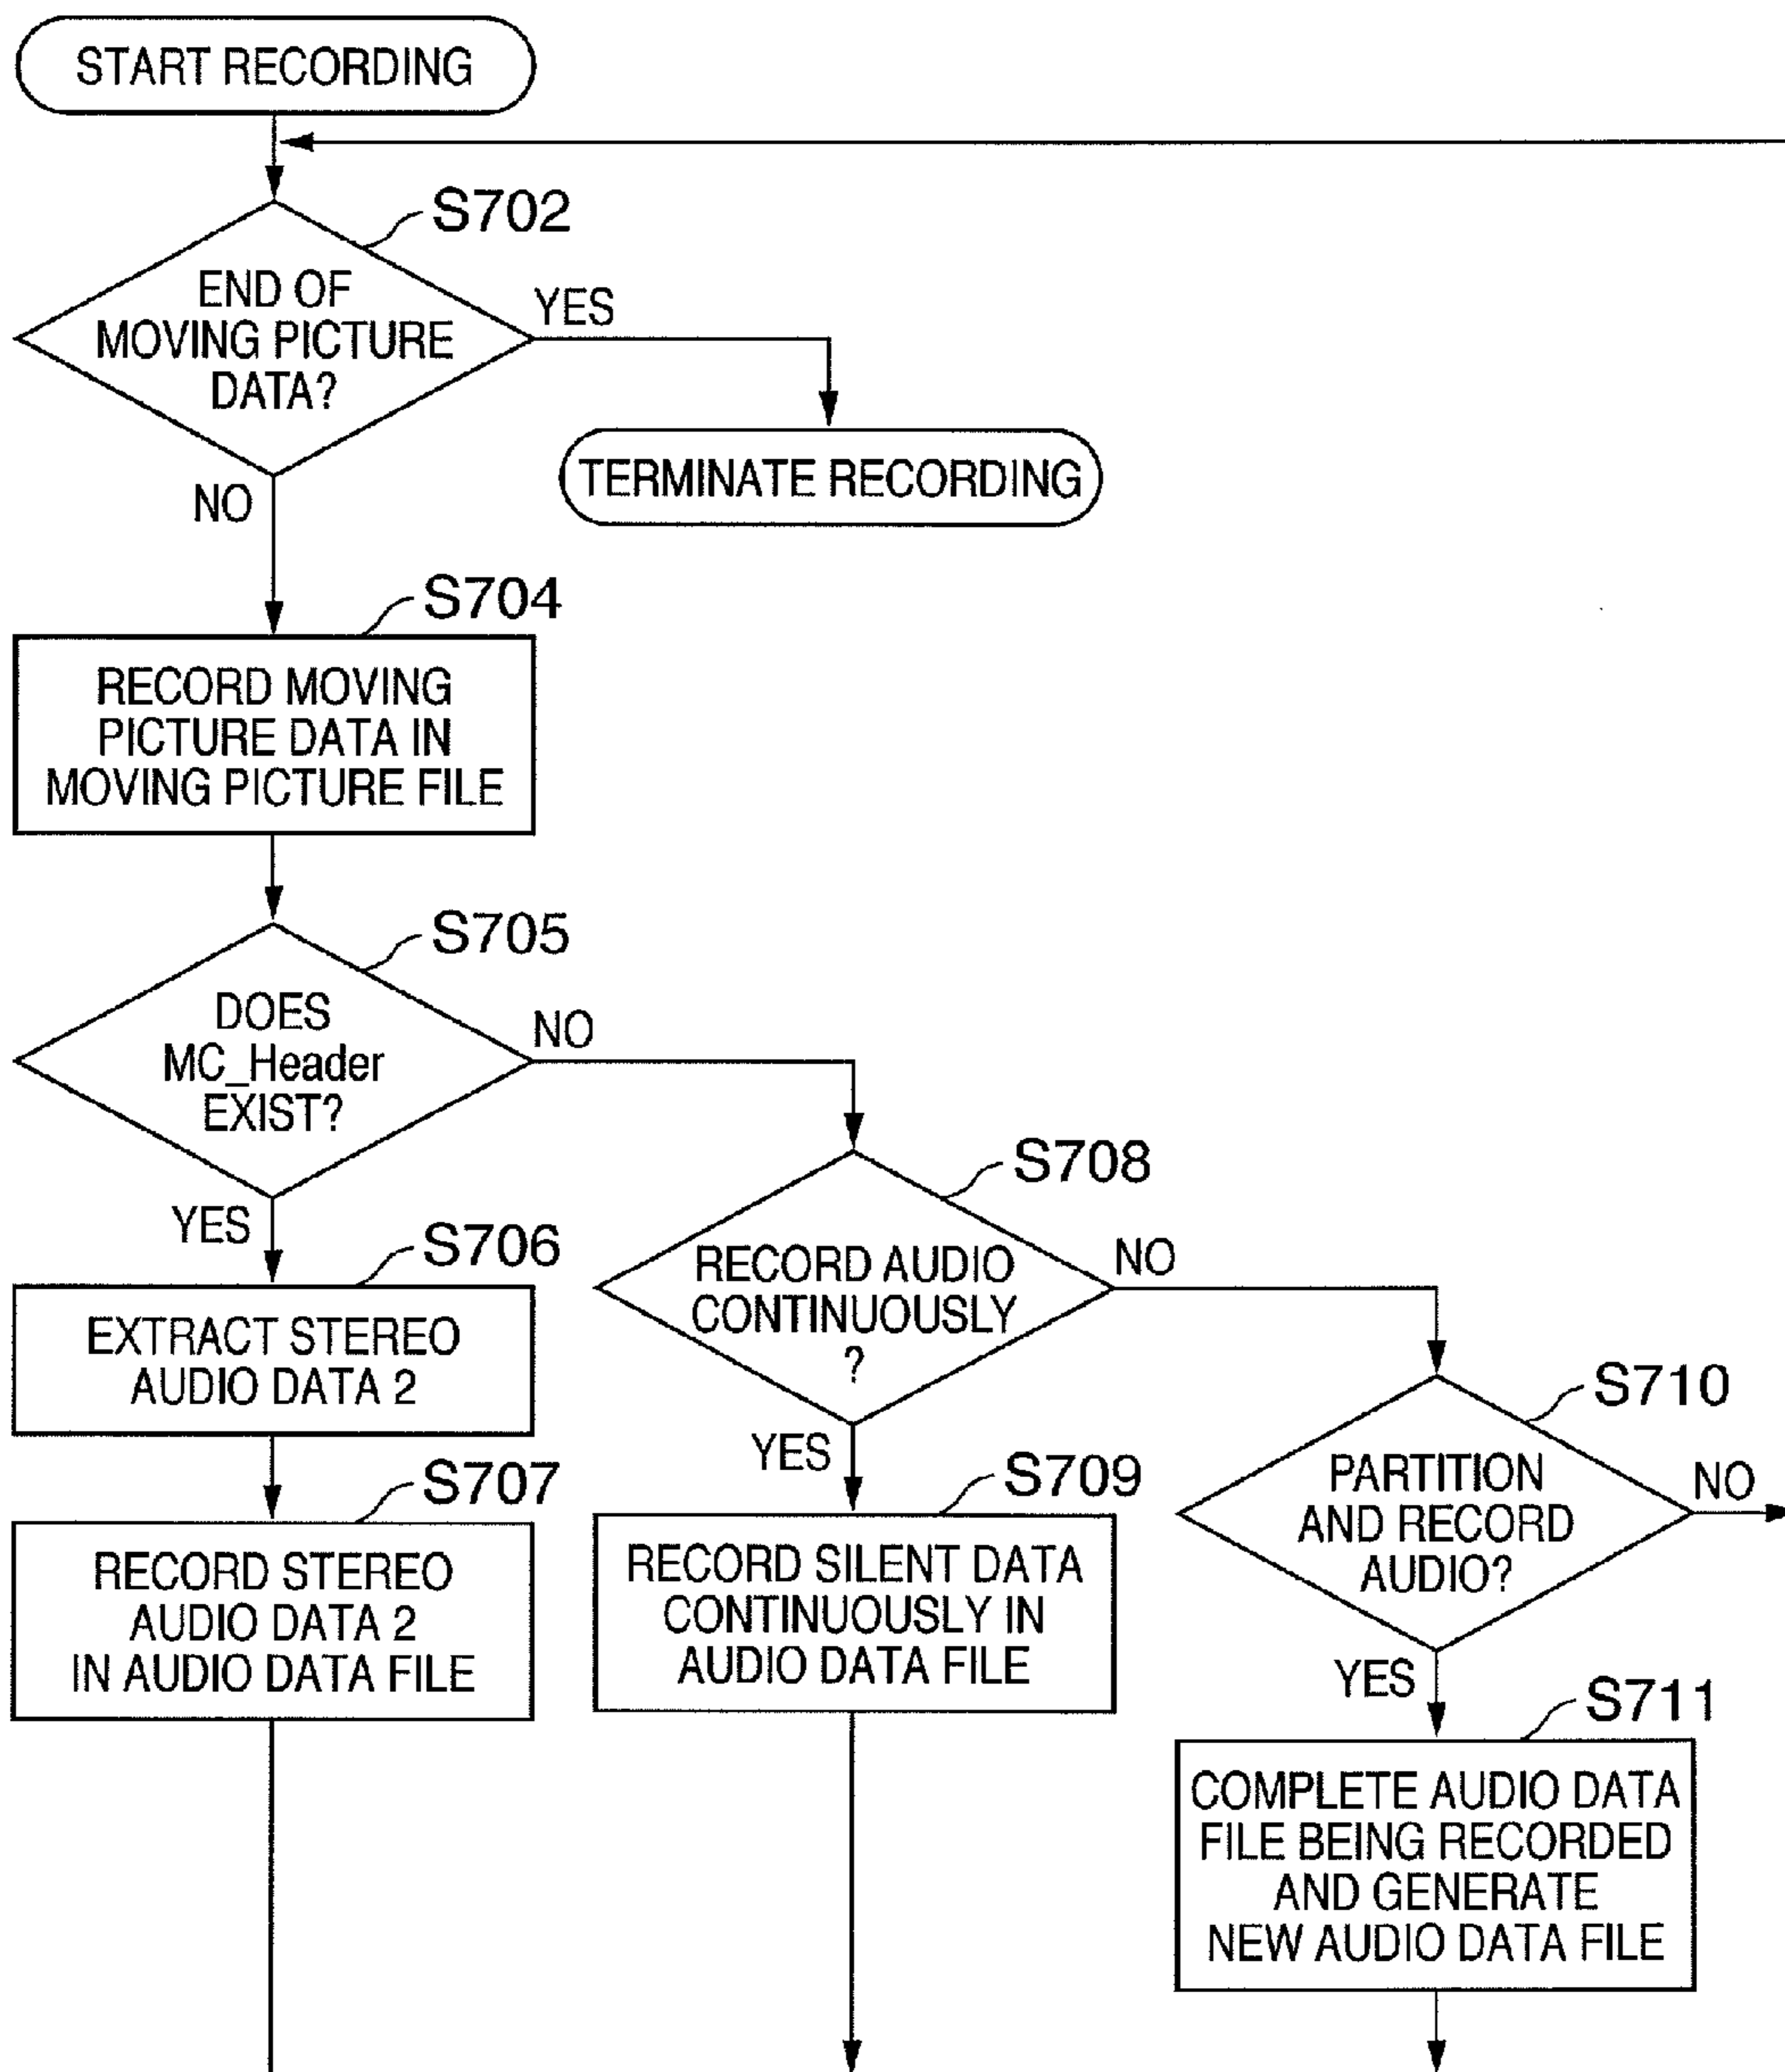 START RECORDING
S702
END OF
MOVING PICTURE
DATA?
YES
TERMINATE RECORDING
NO
S704
RECORD MOVING
PICTURE DATA IN
MOVING PICTURE FILE
S705
DOES
MC_Header
EXIST?
NO
YES
S706
EXTRACT STEREO
AUDIO DATA 2
S707
RECORD STEREO
AUDIO DATA 2
IN AUDIO DATA FILE
S708
RECORD AUDIO
CONTINUOUSLY
?
NO
YES
S709
RECORD SILENT DATA
CONTINUOUSLY IN
AUDIO DATA FILE
S710
PARTITION
AND RECORD
AUDIO?
NO
YES
S711
COMPLETE AUDIO DATA
FILE BEING RECORDED
AND GENERATE
NEW AUDIO DATA FILE